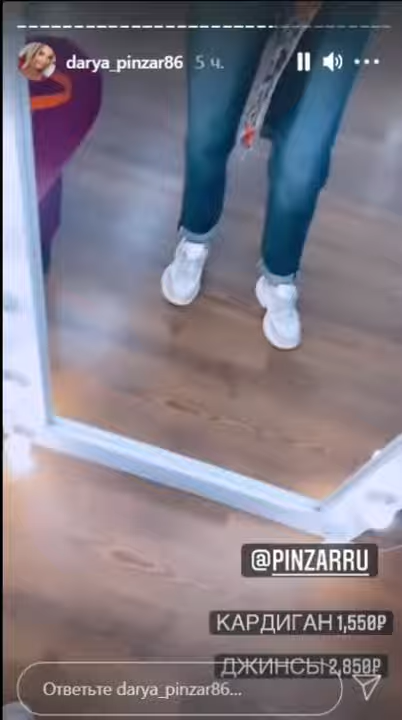 darya_pinzar86 5 ч.
@PINZARRU
КАРДИГАН 1,550₽
ДЖИНСЫ 2,850₽
Ответьте darya_pinzar86...